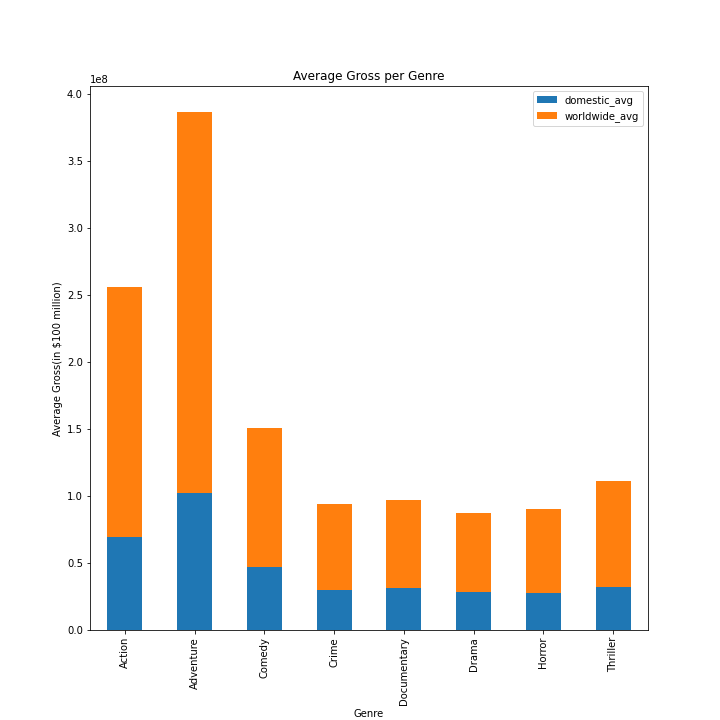 Average Gross per Genre
1e8
domestic_avg
worldwide_avg
4.0
3.5
3.0
2.5
2.0
1.5
1.0
0.5
0.0
Average Gross(in $100 million)
Action
Adventure
Comedy
Crime
Documentary
Drama
Horror
Thriller
Genre